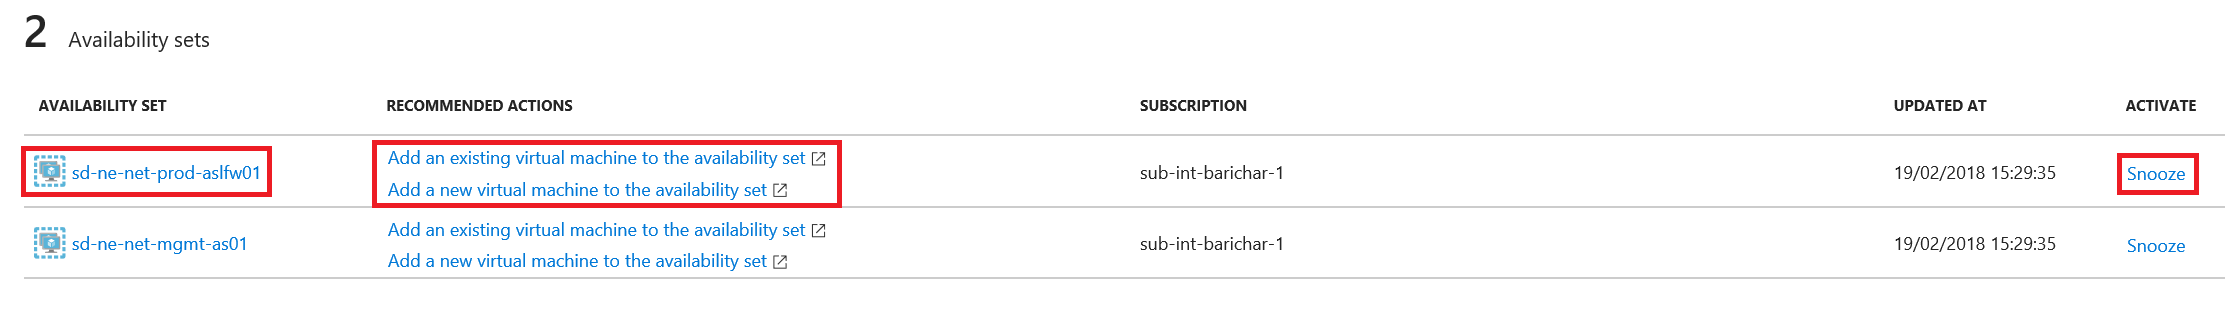 2 Availability sets
AVAILABILITY SET RECOMMENDED ACTIONS SUBSCRIPTION UPDATED AT ACTIVATE
Add an existing virtual machine to the availability set
sd-ne-net-prod-aslfw01 sub-int-barichar-1 19/02/2018 15:29:35 Snooze
Add a new virtual machine to the availability set
Add an existing virtual machine to the availability set
sd-ne-net-mgmt-as01 sub-int-barichar-1 19/02/2018 15:29:35 Snooze
Add a new virtual machine to the availability set